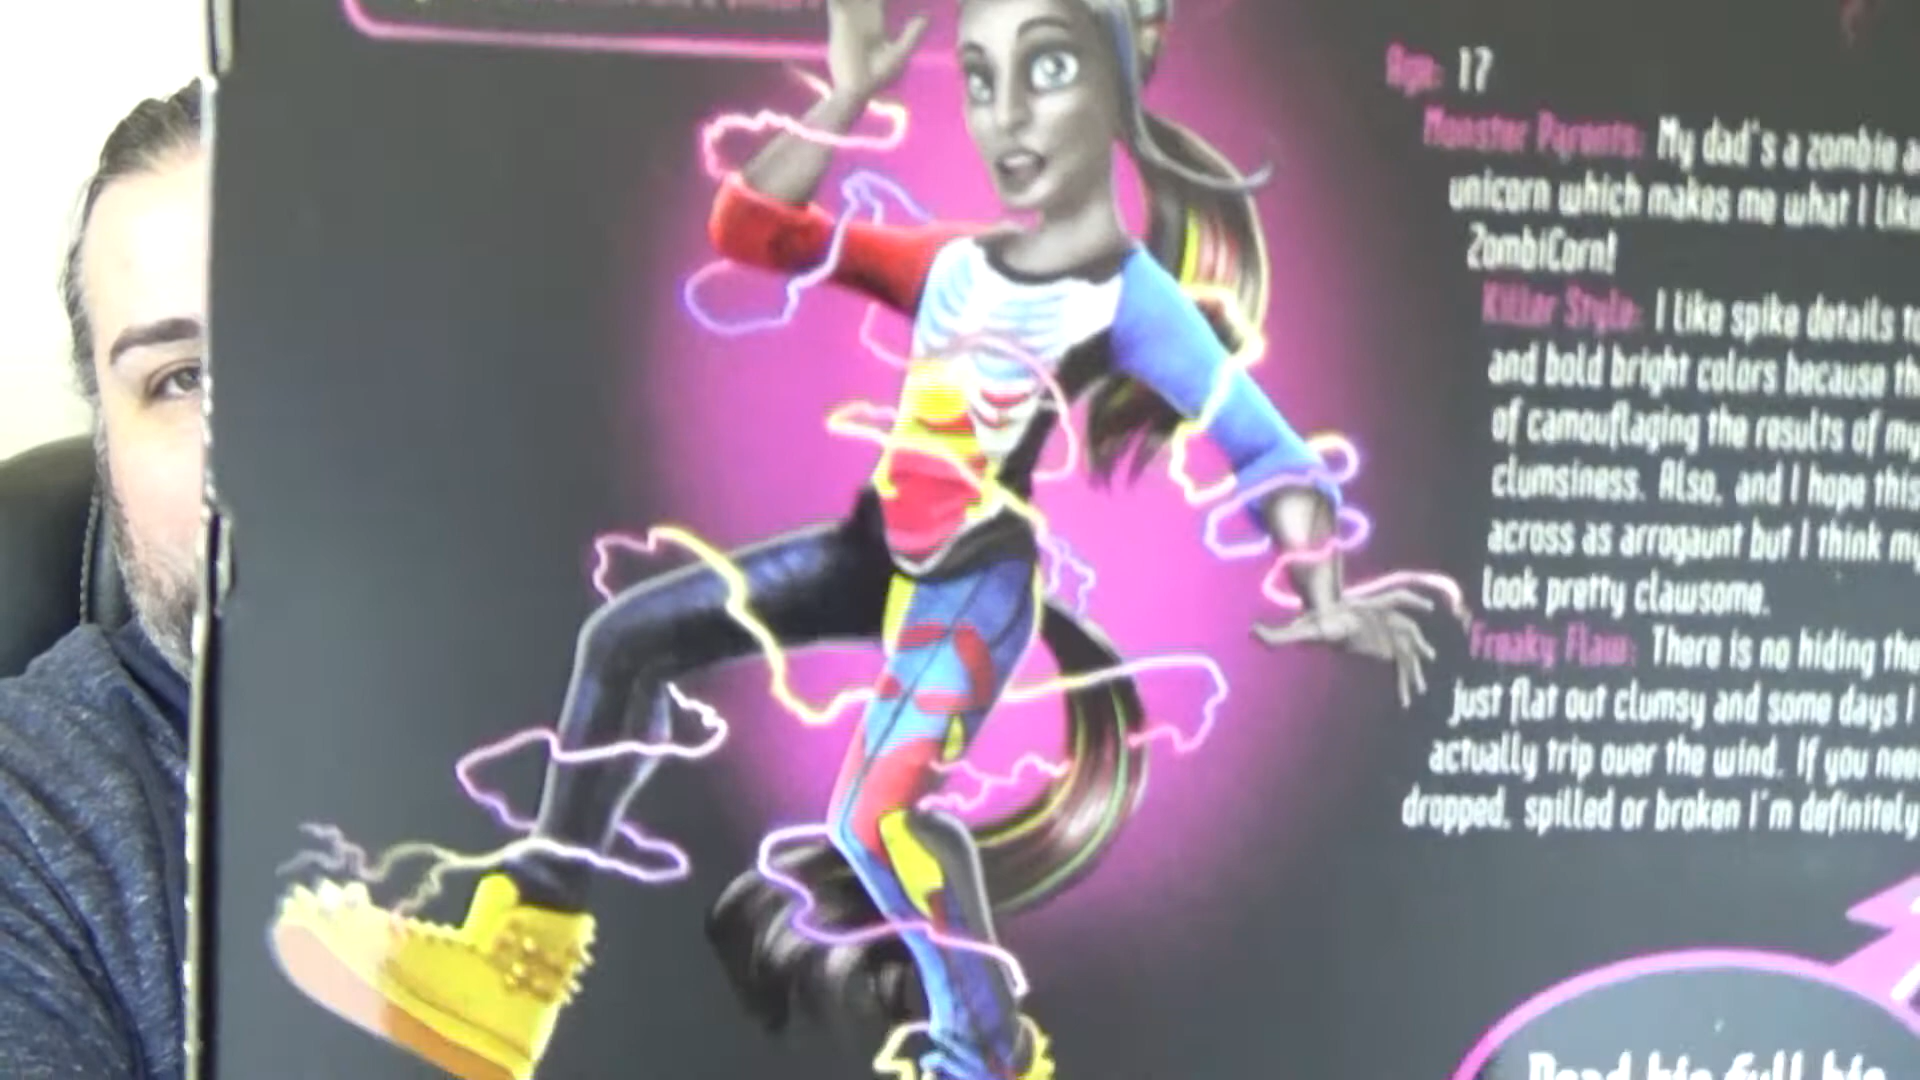 Age: 17
Monster Parents: My dad's a zombie a
unicorn which makes me what I like
ZombiCorn!
Killer Style: I like spike details to
and bold bright colors because th
of camouflaging the results of my
clumsiness. Also, and I hope this
across as arrogaunt but I think my
look pretty clawsome.
Freaky Flaw: There is no hiding the
just flat out clumsy and some days I
actually trip over the wind. If you nee
dropped, spilled or broken I'm definitely